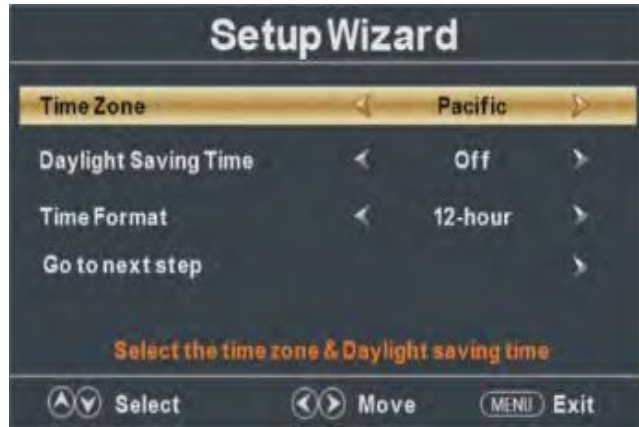 Setup Wizard
Time Zone Pacific
Daylight Saving Time Off
Time Format 12-hour
Go to next step
Select the time zone & Daylight saving time
Select Move MENU Exit